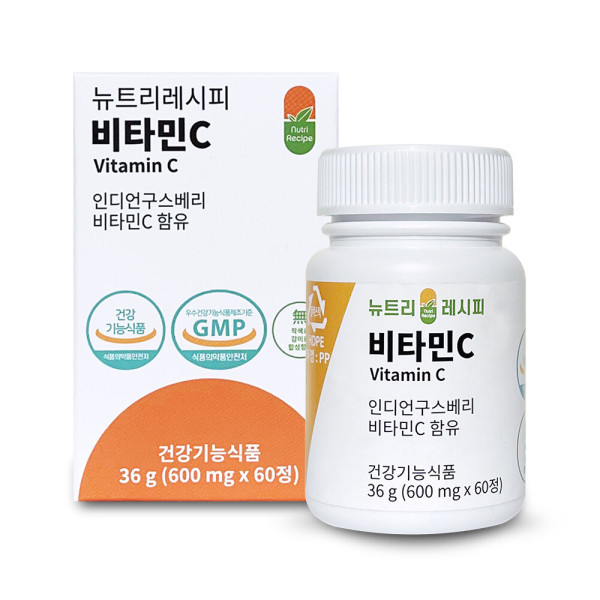 뉴트리레시피
비타민C
Vitamin C
Nutri
Recipe
인디언구스베리
비타민C 함유
건강
기능식품
식품의약품안전처
우수건강기능식품제조기준
GMP
식품의약품안전처
無
건강기능식품
36 g (600 mg x 60정)
뉴트리
Nutri
Recipe
레시피
비타민C
Vitamin C
인디언구스베리
비타민C 함유
건강기능식품
36 g (600 mg x 60정)
HDPE
: PP